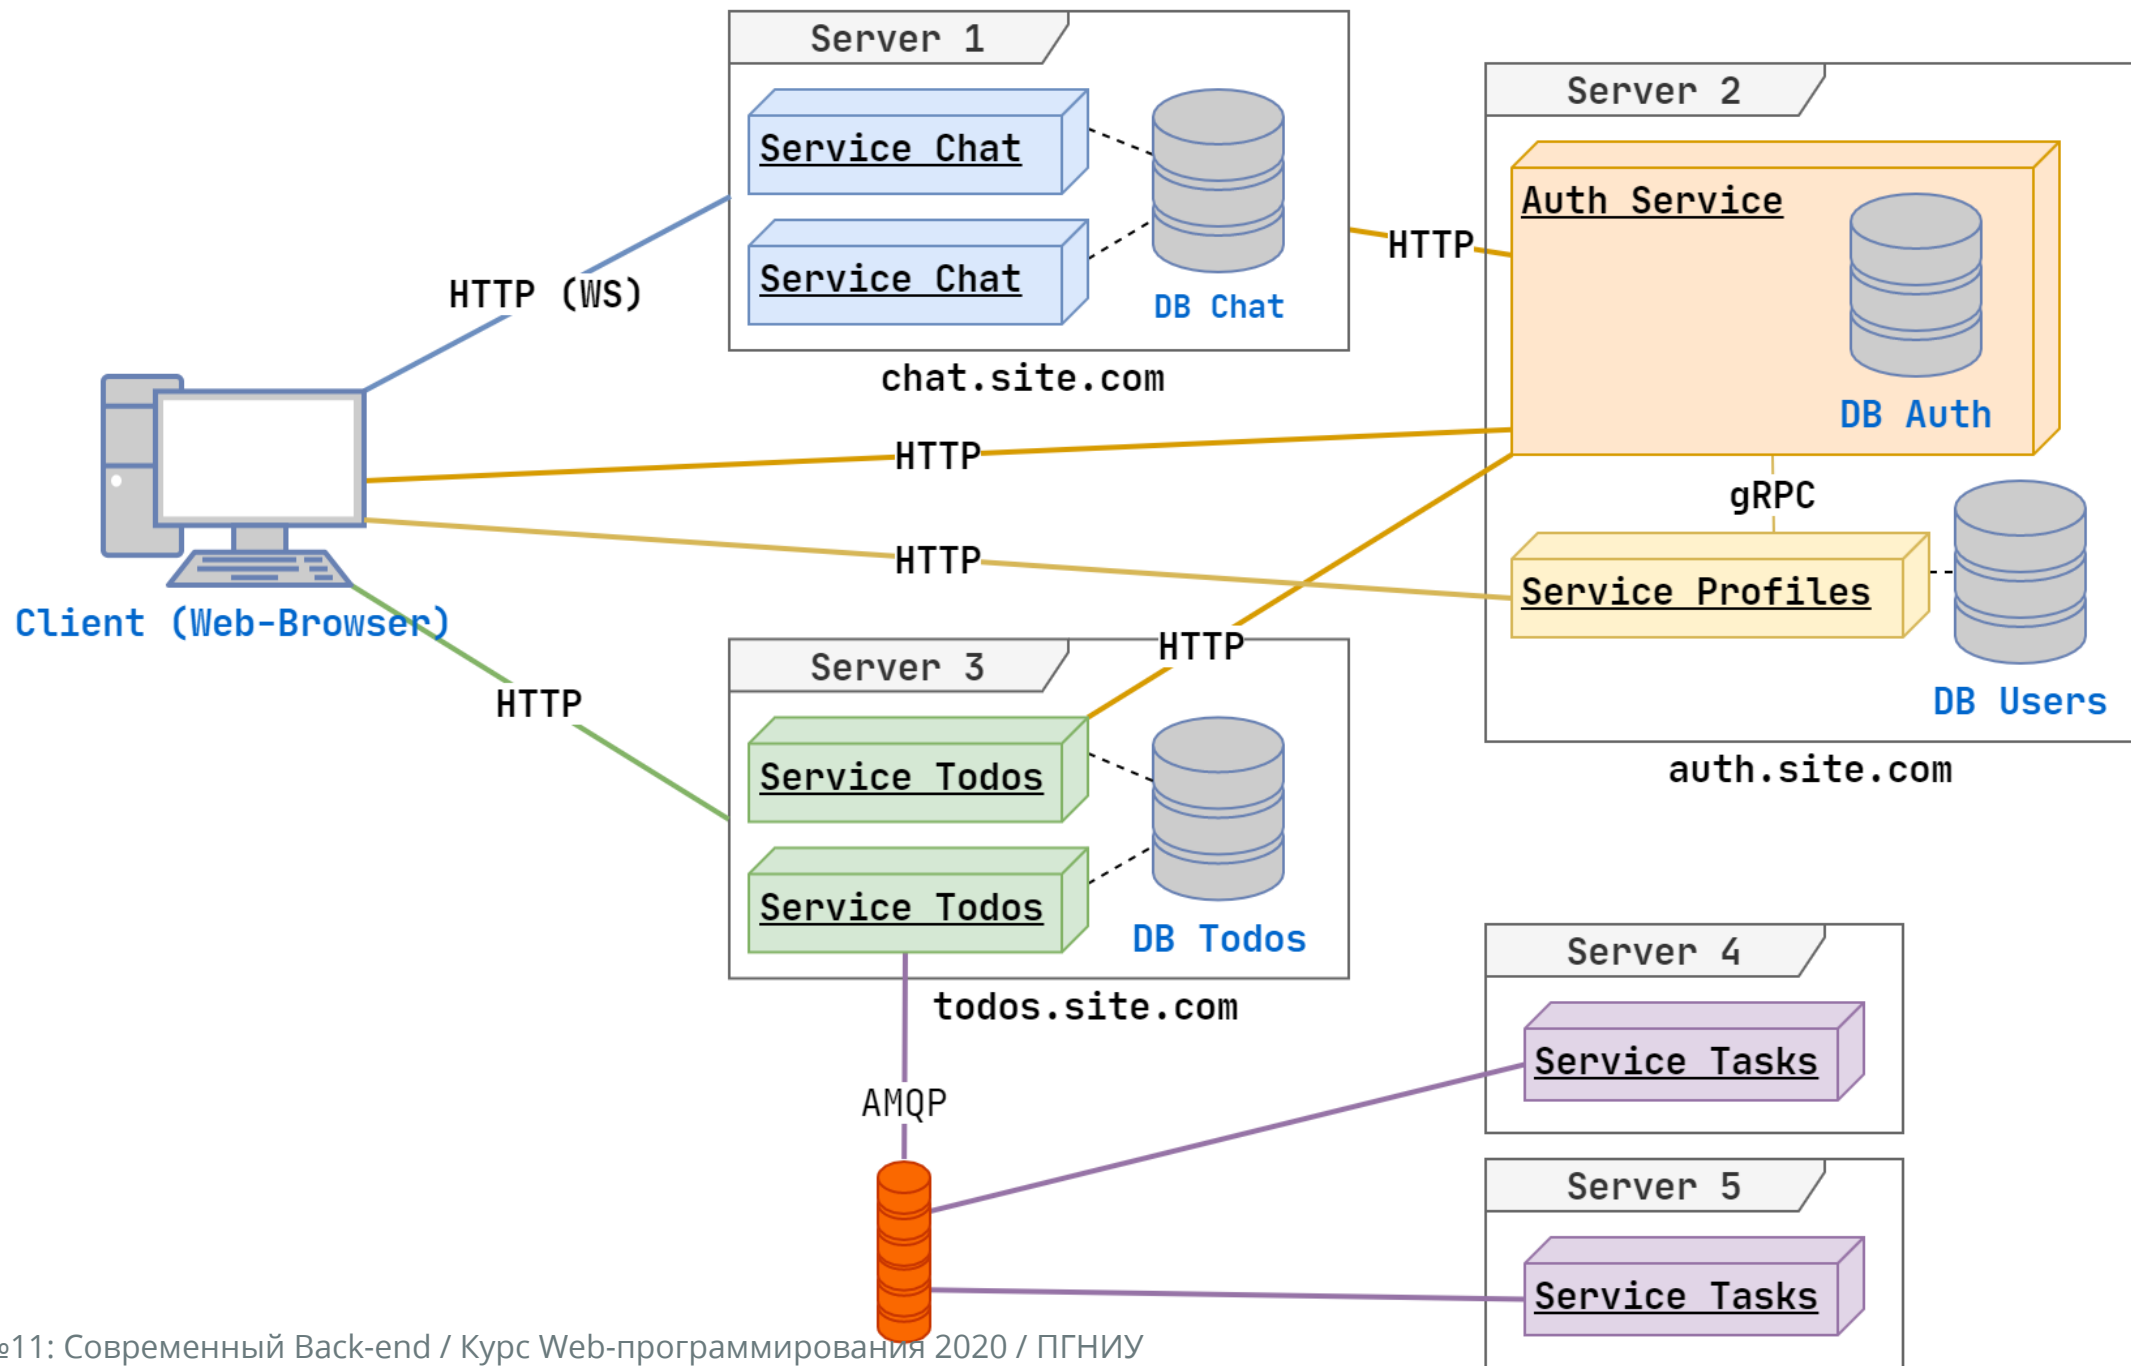 Server 1
Service Chat
Service Chat
DB Chat
chat.site.com
Server 2
Auth Service
DB Auth
gRPC
Service Profiles
DB Users
auth.site.com
HTTP (WS)
HTTP
HTTP
HTTP
HTTP
HTTP
Client (Web-Browser)
Server 3
Service Todos
Service Todos
DB Todos
todos.site.com
AMQP
Server 4
Service Tasks
Server 5
Service Tasks
№11: Современный Back-end / Курс Web-программирования 2020 / ПГНИУ